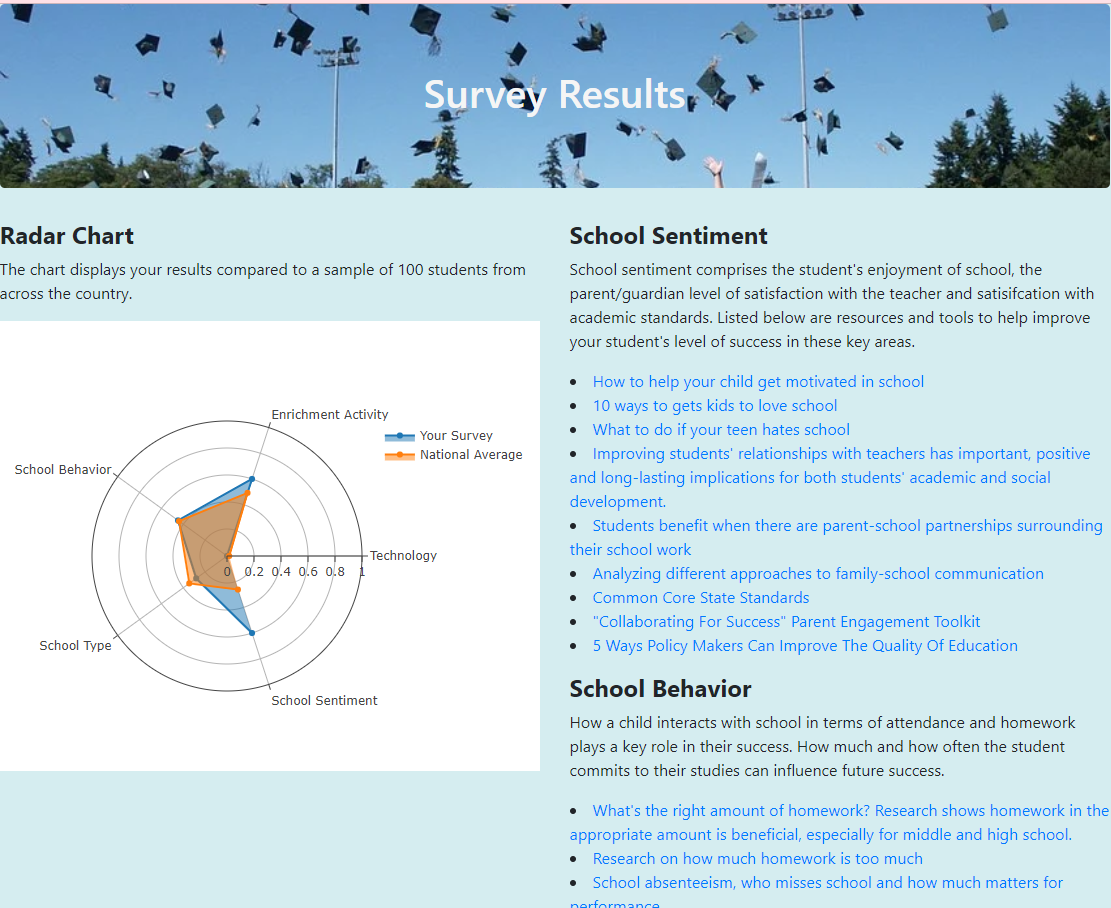 Survey Results
Radar Chart
The chart displays your results compared to a sample of 100 students from
across the country.
Enrichment Activity
Your Survey
National Average
School Behavior
Technology
0 0.2 0.4 0.6 0.8 1
School Type
School Sentiment
School Sentiment
School sentiment comprises the student's enjoyment of school, the
parent/guardian level of satisfaction with the teacher and satisifcation with
academic standards. Listed below are resources and tools to help improve
your student's level of success in these key areas.
• How to help your child get motivated in school
• 10 ways to gets kids to love school
• What to do if your teen hates school
• Improving students' relationships with teachers has important, positive
and long-lasting implications for both students' academic and social
development.
• Students benefit when there are parent-school partnerships surrounding
their school work
• Analyzing different approaches to family-school communication
• Common Core State Standards
• "Collaborating For Success" Parent Engagement Toolkit
• 5 Ways Policy Makers Can Improve The Quality Of Education
School Behavior
How a child interacts with school in terms of attendance and homework
plays a key role in their success. How much and how often the student
commits to their studies can influence future success.
• What's the right amount of homework? Research shows homework in the
appropriate amount is beneficial, especially for middle and high school.
• Research on how much homework is too much
• School absenteeism, who misses school and how much matters for
performance